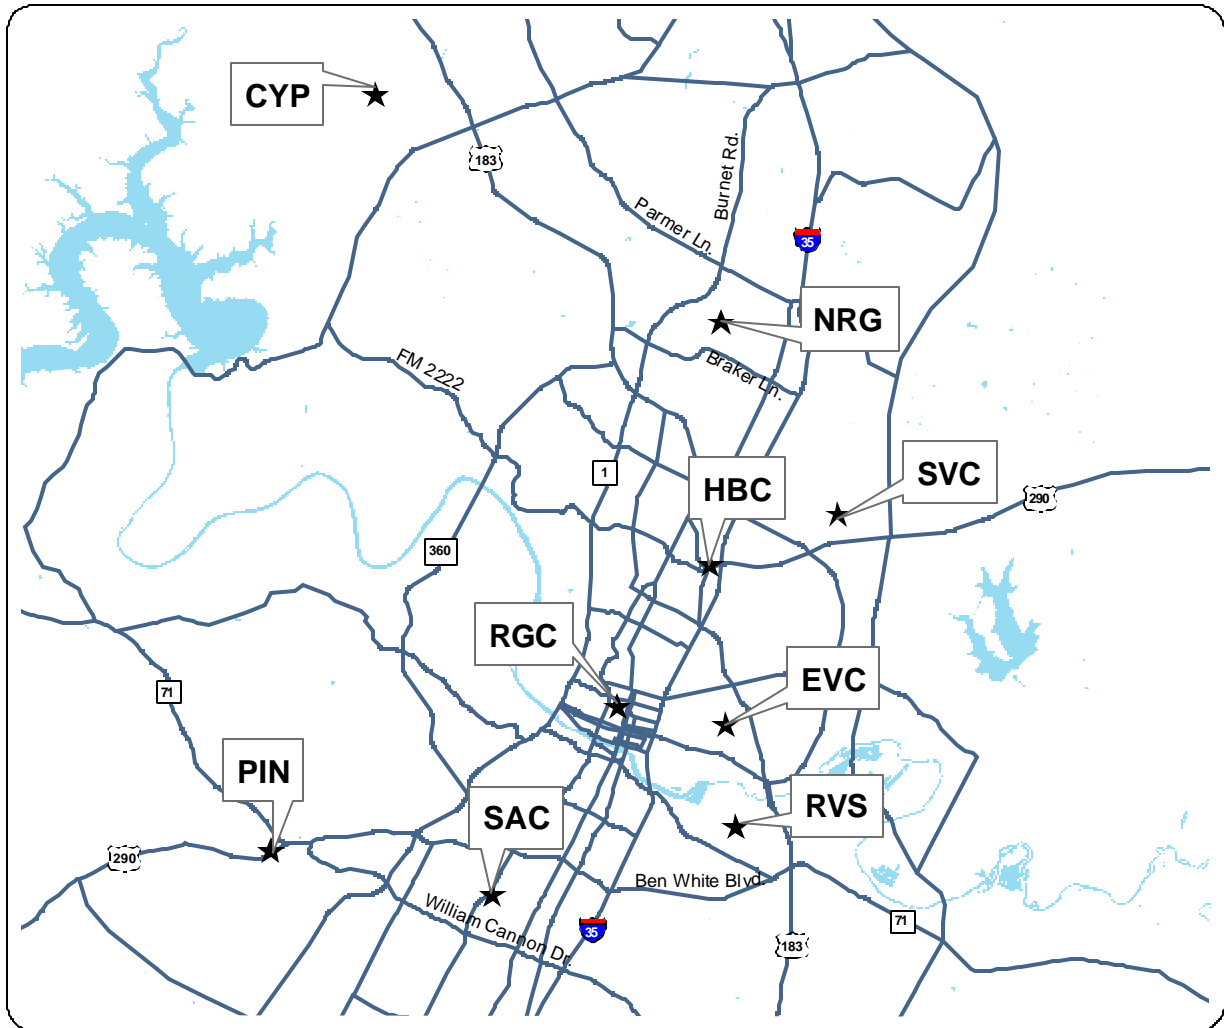 CYP
183
Burnet Rd.
Parmer Ln.
35
NRG
FM 2222
Braker Ln.
1
HBC
SVC
290
360
RGC
EVC
71
PIN
SAC
RVS
290
Ben White Blvd.
William Cannon Dr.
35
71
183